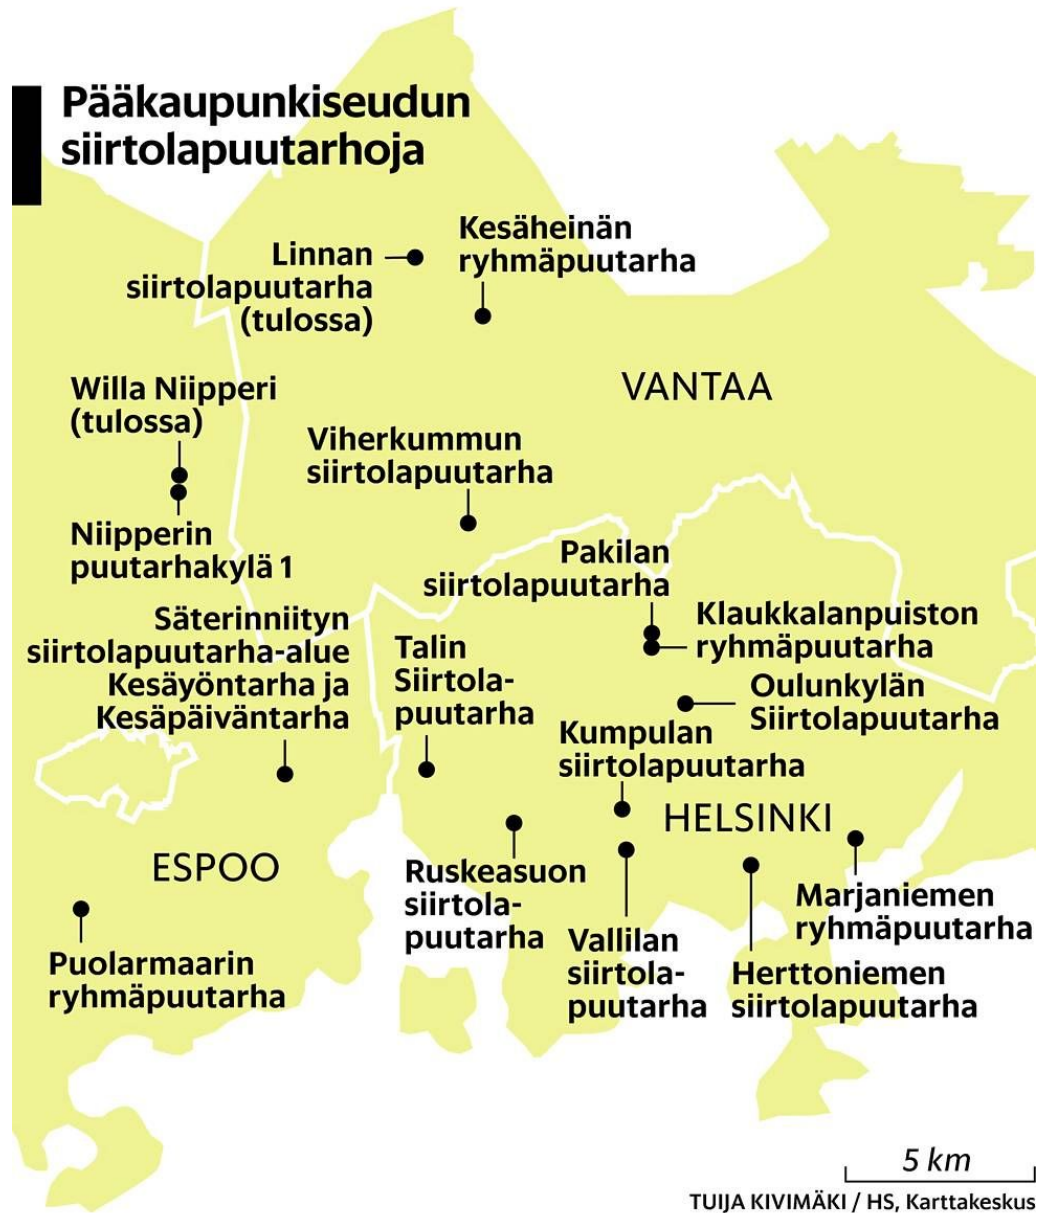 Pääkaupunkiseudun
siirtolapuutarhoja
Kesäheinän
ryhmäpuutarha
Linnan
siirtolapuutarha
(tulossa)
VANTAA
Willa Niipperi
(tulossa)
Viherkummun
siirtolapuutarha
Niipperin
puutarhakylä 1
Pakilan
siirtolapuutarha
Klaukkalanpuiston
ryhmäpuutarha
Säterinniityn
siirtolapuutarha-alue
Kesäyöntarha ja
Kesäpäiväntarha
Talin
Siirtola-
puutarha
Oulunkylän
Siirtolapuutarha
Kumpulan
siirtolapuutarha
HELSINKI
ESPOO
Ruskeasuon
siirtola-
puutarha
Marjaniemen
ryhmäpuutarha
Vallilan
siirtola-
puutarha
Herttoniemen
siirtolapuutarha
Puolarmaarin
ryhmäpuutarha
5 km
TUIJA KIVIMÄKI / HS, Karttakeskus